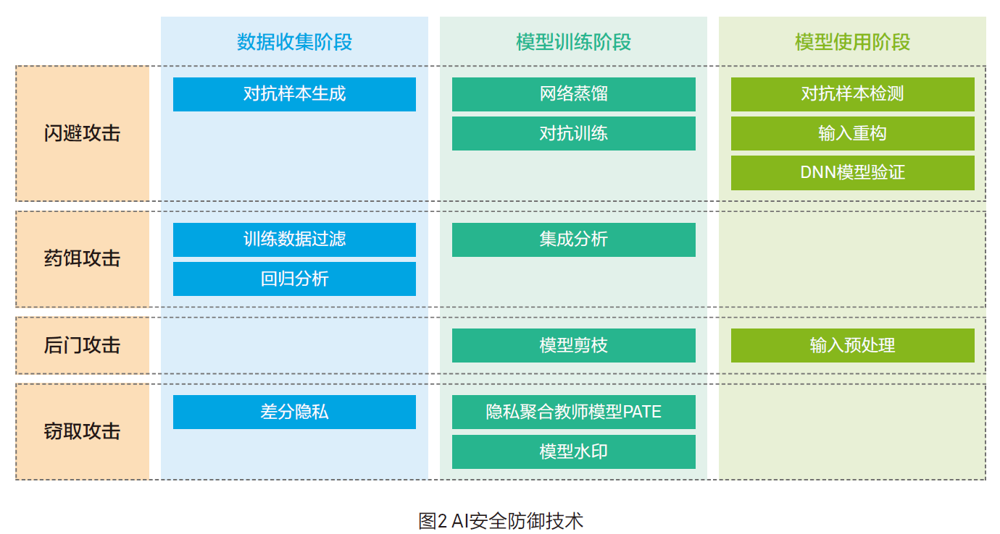 数据收集阶段
模型训练阶段
模型使用阶段
闪避攻击
对抗样本生成
网络蒸馏
对抗训练
对抗样本检测
输入重构
DNN模型验证
药饵攻击
训练数据过滤
回归分析
集成分析
后门攻击
模型剪枝
输入预处理
窃取攻击
差分隐私
隐私聚合教师模型PATE
模型水印
图2 AI安全防御技术